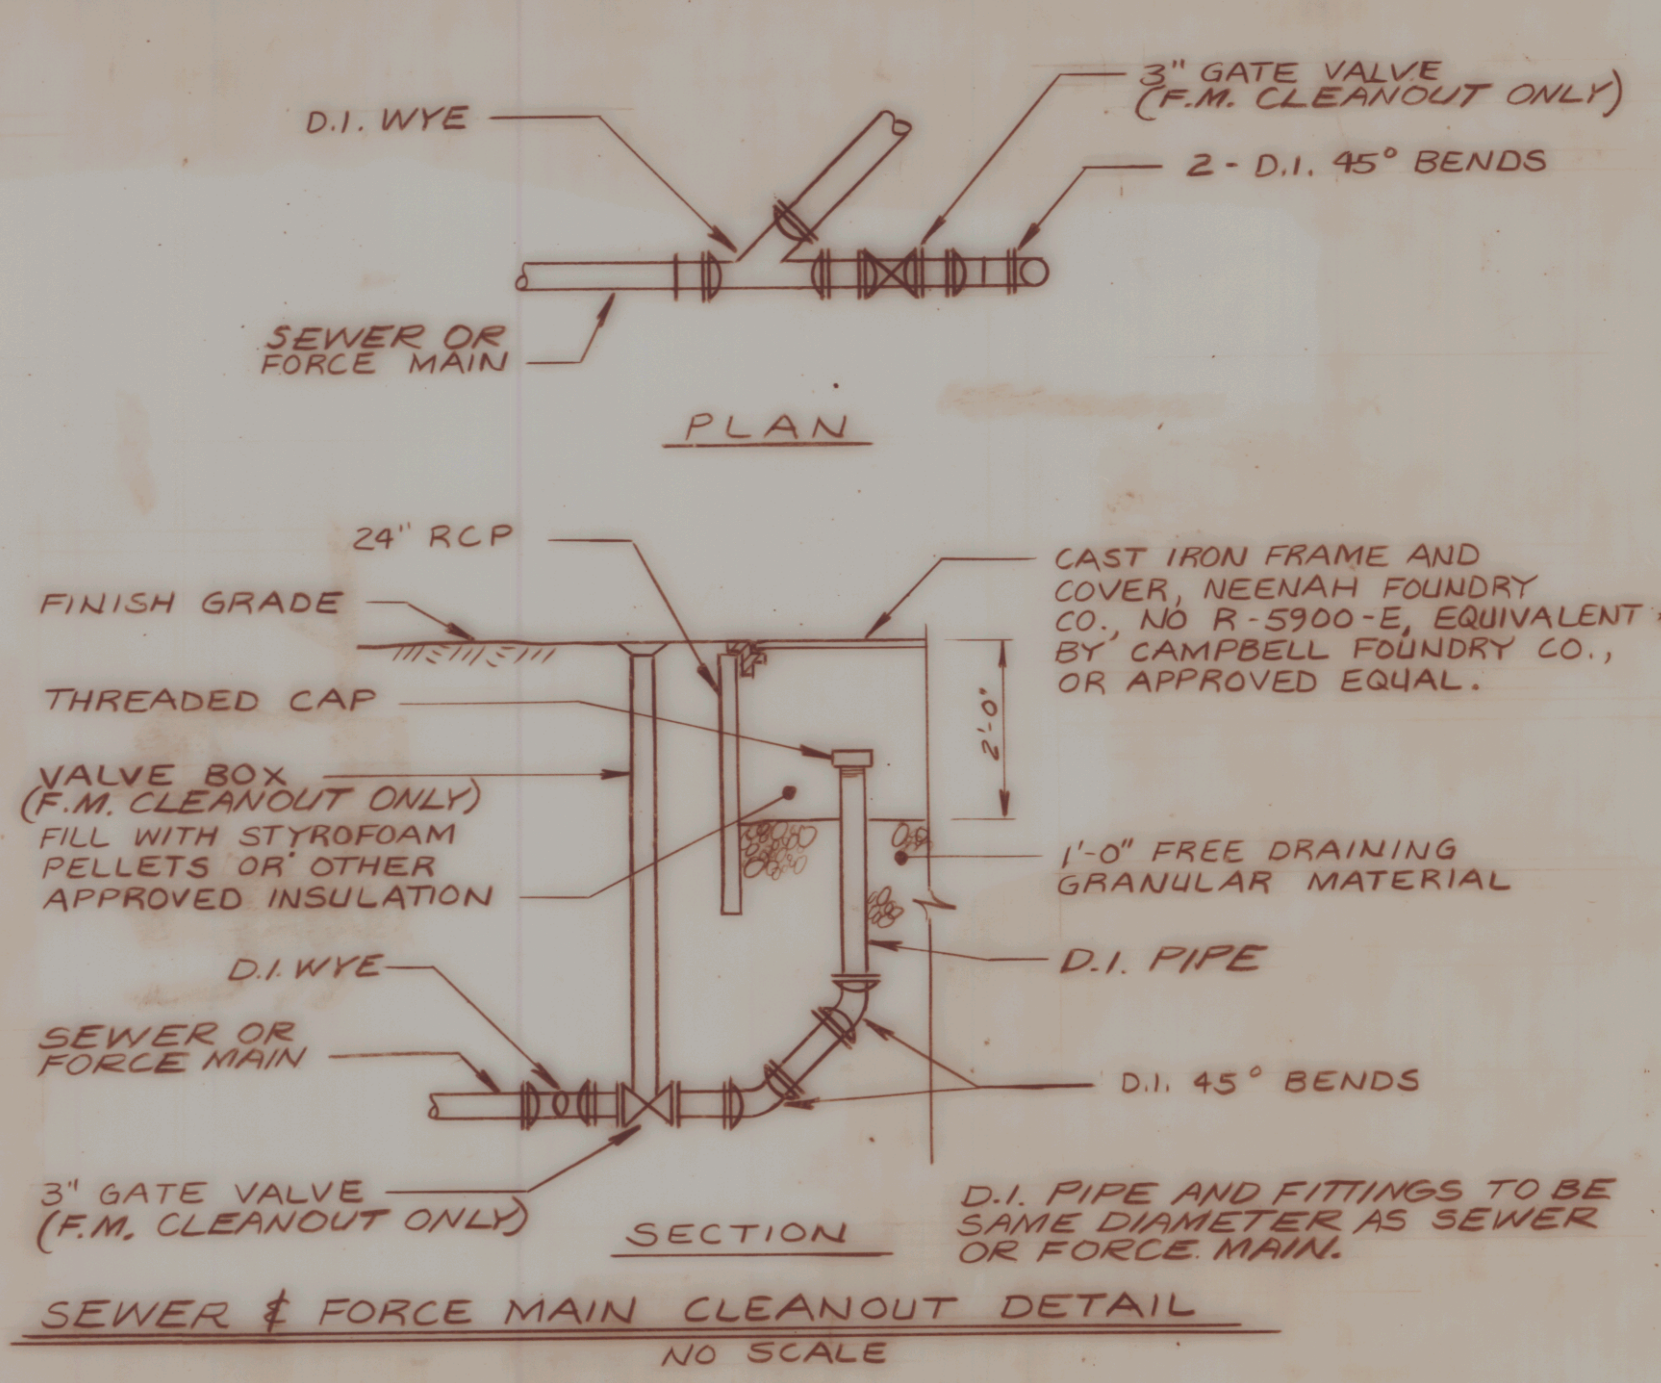 D.I. WYE
3" GATE VALVE
(F.M. CLEANOUT ONLY)
2 - D.I. 45° BENDS
SEWER OR
FORCE MAIN
PLAN
24" RCP
FINISH GRADE
THREADED CAP
VALVE BOX
(F.M. CLEANOUT ONLY)
FILL WITH STYROFOAM
PELLETS OR OTHER
APPROVED INSULATION
D.I. WYE
SEWER OR
FORCE MAIN
3" GATE VALVE
(F.M. CLEANOUT ONLY)
CAST IRON FRAME AND
COVER, NEENAH FOUNDRY
CO., NO R-5900-E, EQUIVALENT
BY CAMPBELL FOUNDRY CO.,
OR APPROVED EQUAL.
2'-0"
1'-0" FREE DRAINING
GRANULAR MATERIAL
D.I. PIPE
D.I. 45° BENDS
SECTION
D.I. PIPE AND FITTINGS TO BE
SAME DIAMETER AS SEWER
OR FORCE MAIN.
SEWER & FORCE MAIN CLEANOUT DETAIL
NO SCALE